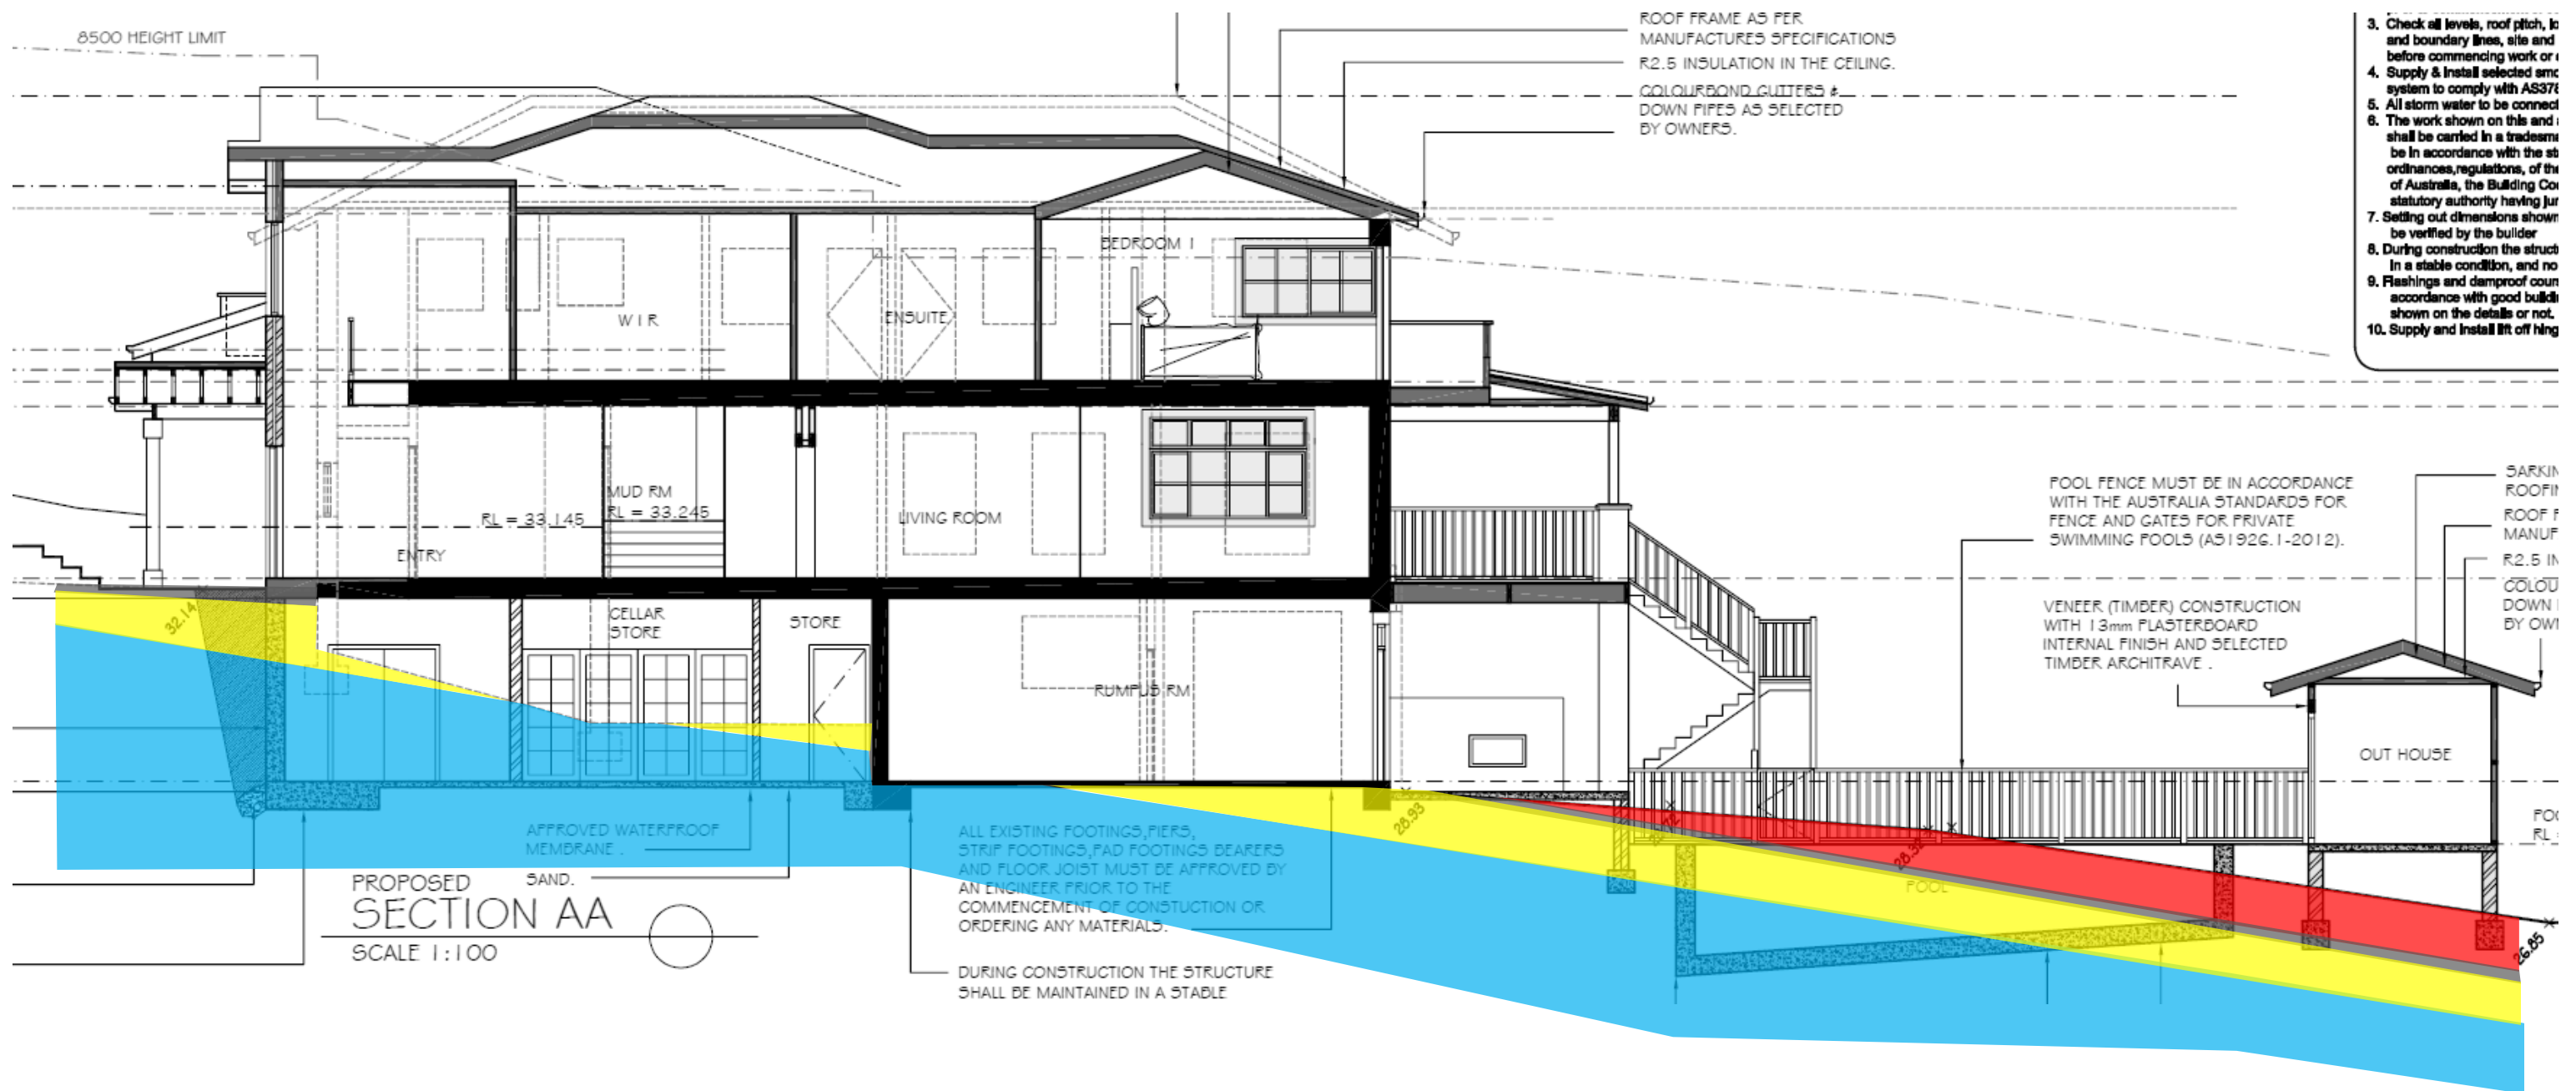 8500 HEIGHT LIMIT
ROOF FRAME AS PER
MANUFACTURES SPECIFICATIONS
R2.5 INSULATION IN THE CEILING.
COLOURBOND GUTTERS &
DOWN PIPES AS SELECTED
BY OWNERS.
3. Check all levels, roof pitch,
and boundary lines, site and
before commencing work or
4. Supply & Install selected
system to comply with
5. All storm water to be
6. The work shown on this and
shall be carried in a
be in accordance with the
ordinances,regulations, of
of Australia, the Building
statutory authority having
7. Setting out dimensions shown
be verified by the builder
8. During construction the
In a stable condition, and no
9. Flashings and dampproof
accordance with good
shown on the details or not.
10. Supply and Install lift off
BEDROOM 1
W I R
ENSUITE
MUD RM
RL = 33.145
RL = 33.245
LIVING ROOM
ENTRY
POOL FENCE MUST BE IN ACCORDANCE
WITH THE AUSTRALIA STANDARDS FOR
FENCE AND GATES FOR PRIVATE
SWIMMING POOLS (AS1926.1-2012).
ROOF
R2.5
DOWN
VENEER (TIMBER) CONSTRUCTION
WITH 13mm PLASTERBOARD
INTERNAL FINISH AND SELECTED
TIMBER ARCHITRAVE .
32.14
CELLAR
STORE
STORE
RUMPUS RM
OUT HOUSE
28.93
28.32
POOL
26.85
RL
APPROVED WATERPROOF
MEMBRANE .
SAND.
ALL EXISTING FOOTINGS,PIERS,
STRIP FOOTINGS,PAD FOOTINGS BEARERS
AND FLOOR JOIST MUST BE APPROVED BY
AN ENGINEER PRIOR TO THE
COMMENCEMENT OF CONSTUCTION OR
ORDERING ANY MATERIALS.
PROPOSED
SECTION AA
SCALE 1:100
DURING CONSTRUCTION THE STRUCTURE
SHALL BE MAINTAINED IN A STABLE